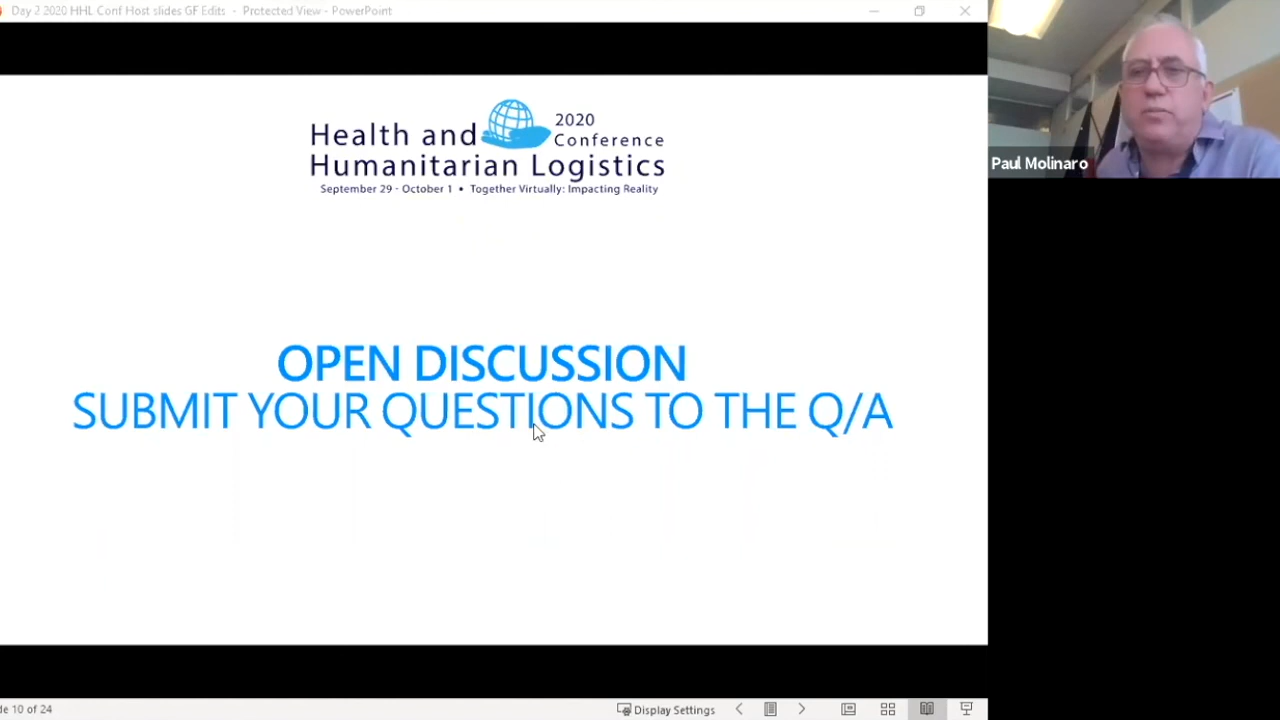 Day 2 2020 HHL Conf Host slides GF Edits - Protected View - PowerPoint
Health and Humanitarian Logistics
2020 Conference
September 29 - October 1 • Together Virtually: Impacting Reality
Paul Molinaro
OPEN DISCUSSION
SUBMIT YOUR QUESTIONS TO THE Q/A
de 10 of 24
Display Settings